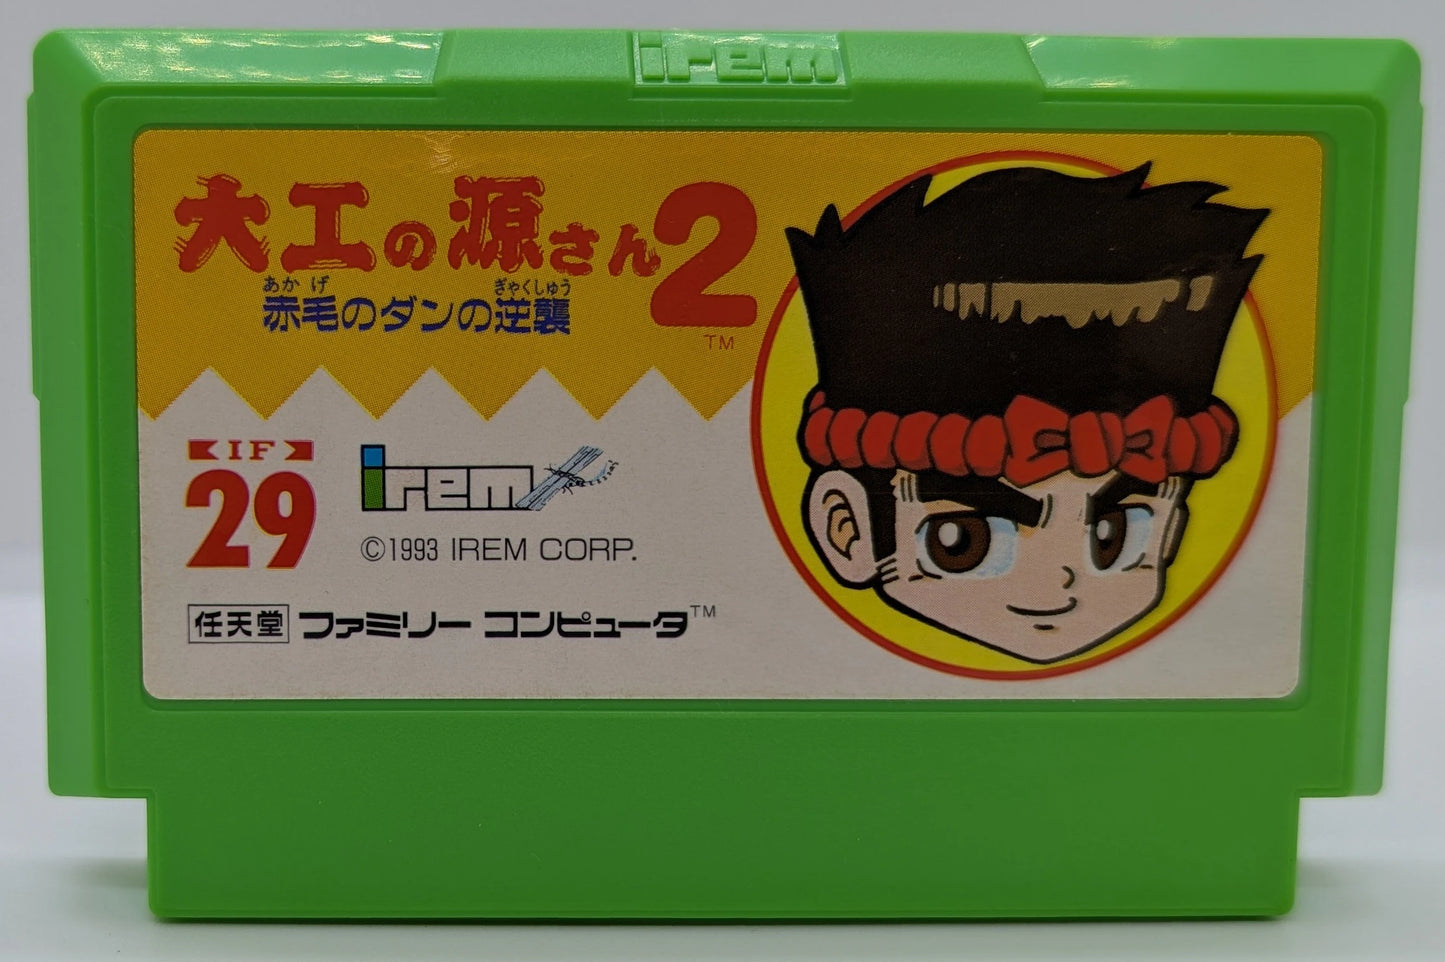 irem
大工の源さん2
あかげ ぎゃくしゅう
赤毛のダンの逆襲
TM
IF
29
irem
©1993 IREM CORP.
任天堂 ファミリー コンピュータ™